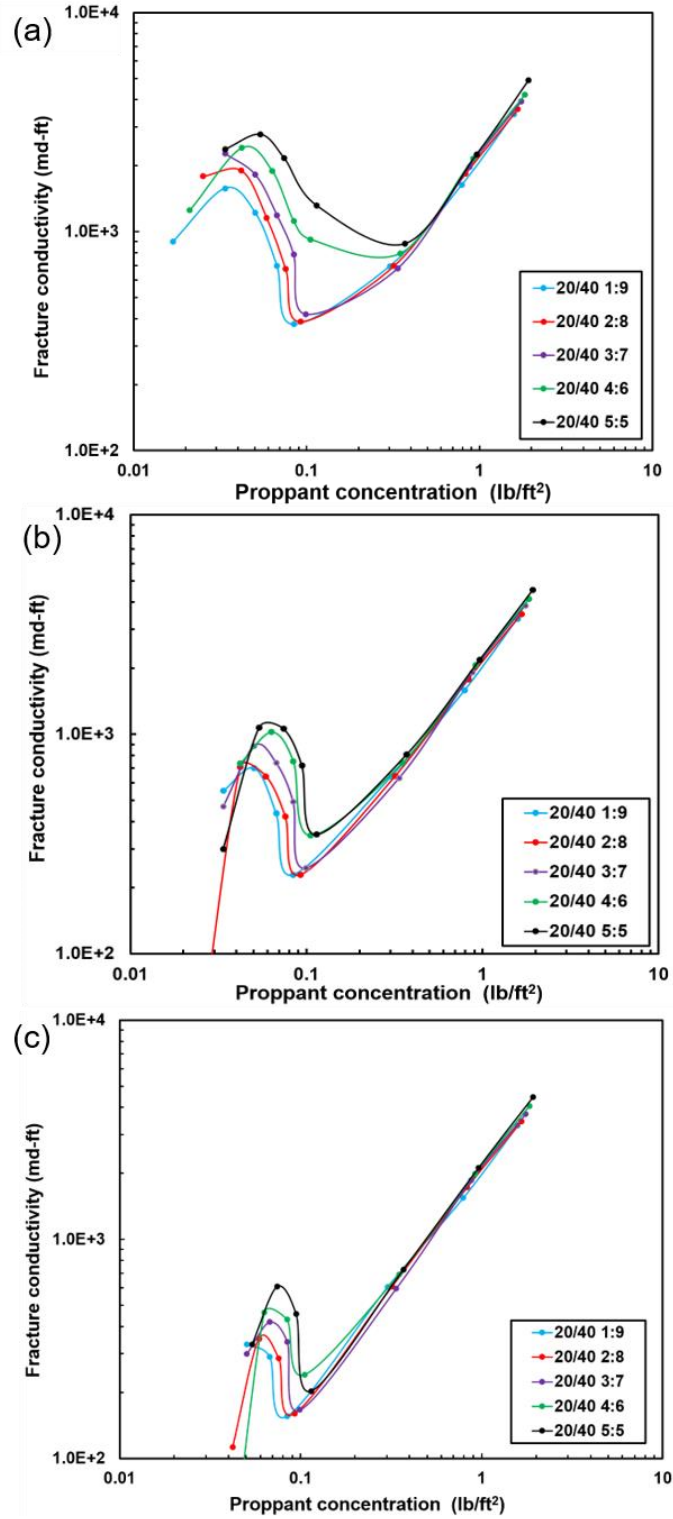 (a)
1.0E+4
1.0E+3
1.0E+2
Fracture conductivity (md-ft)
20/40 1:9
20/40 2:8
20/40 3:7
20/40 4:6
20/40 5:5
0.01 0.1 1 10
Proppant concentration (lb/ft²)
(b)
1.0E+4
1.0E+3
1.0E+2
Fracture conductivity (md-ft)
20/40 1:9
20/40 2:8
20/40 3:7
20/40 4:6
20/40 5:5
0.01 0.1 1 10
Proppant concentration (lb/ft²)
(c)
1.0E+4
1.0E+3
1.0E+2
Fracture conductivity (md-ft)
20/40 1:9
20/40 2:8
20/40 3:7
20/40 4:6
20/40 5:5
0.01 0.1 1 10
Proppant concentration (lb/ft²)